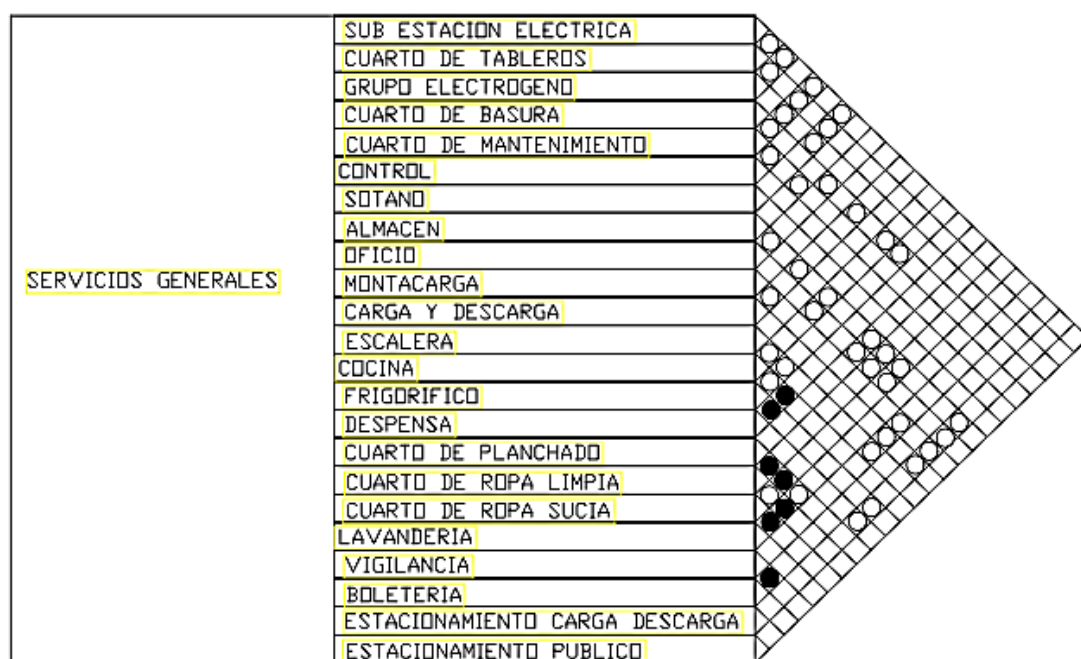 SUB ESTACION ELECTRICA
CUARTO DE TABLEROS
GRUPO ELECTROGENO
CUARTO DE BASURA
CUARTO DE MANTENIMIENTO
CONTROL
SOTANO
ALMACEN
OFICIO
SERVICIOS GENERALES
MONTACARGA
CARGA Y DESCARGA
ESCALERA
COCINA
FRIGORIFICO
DESPENSA
CUARTO DE PLANCHADO
CUARTO DE ROPA LIMPIA
CUARTO DE ROPA SUCIA
LAVANDERIA
VIGILANCIA
BOLETERIA
ESTACIONAMIENTO CARGA DESCARGA
ESTACIONAMIENTO PUBLICO